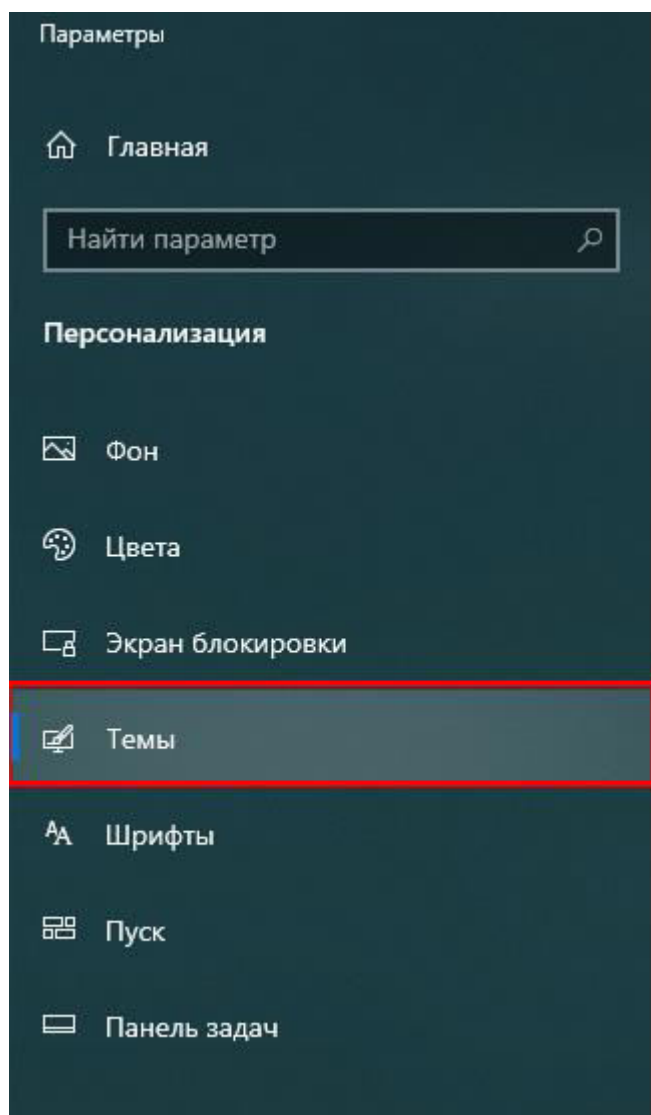 Параметры
Главная
Найти параметр
Персонализация
Фон
Цвета
Экран блокировки
Темы
Шрифты
Пуск
Панель задач